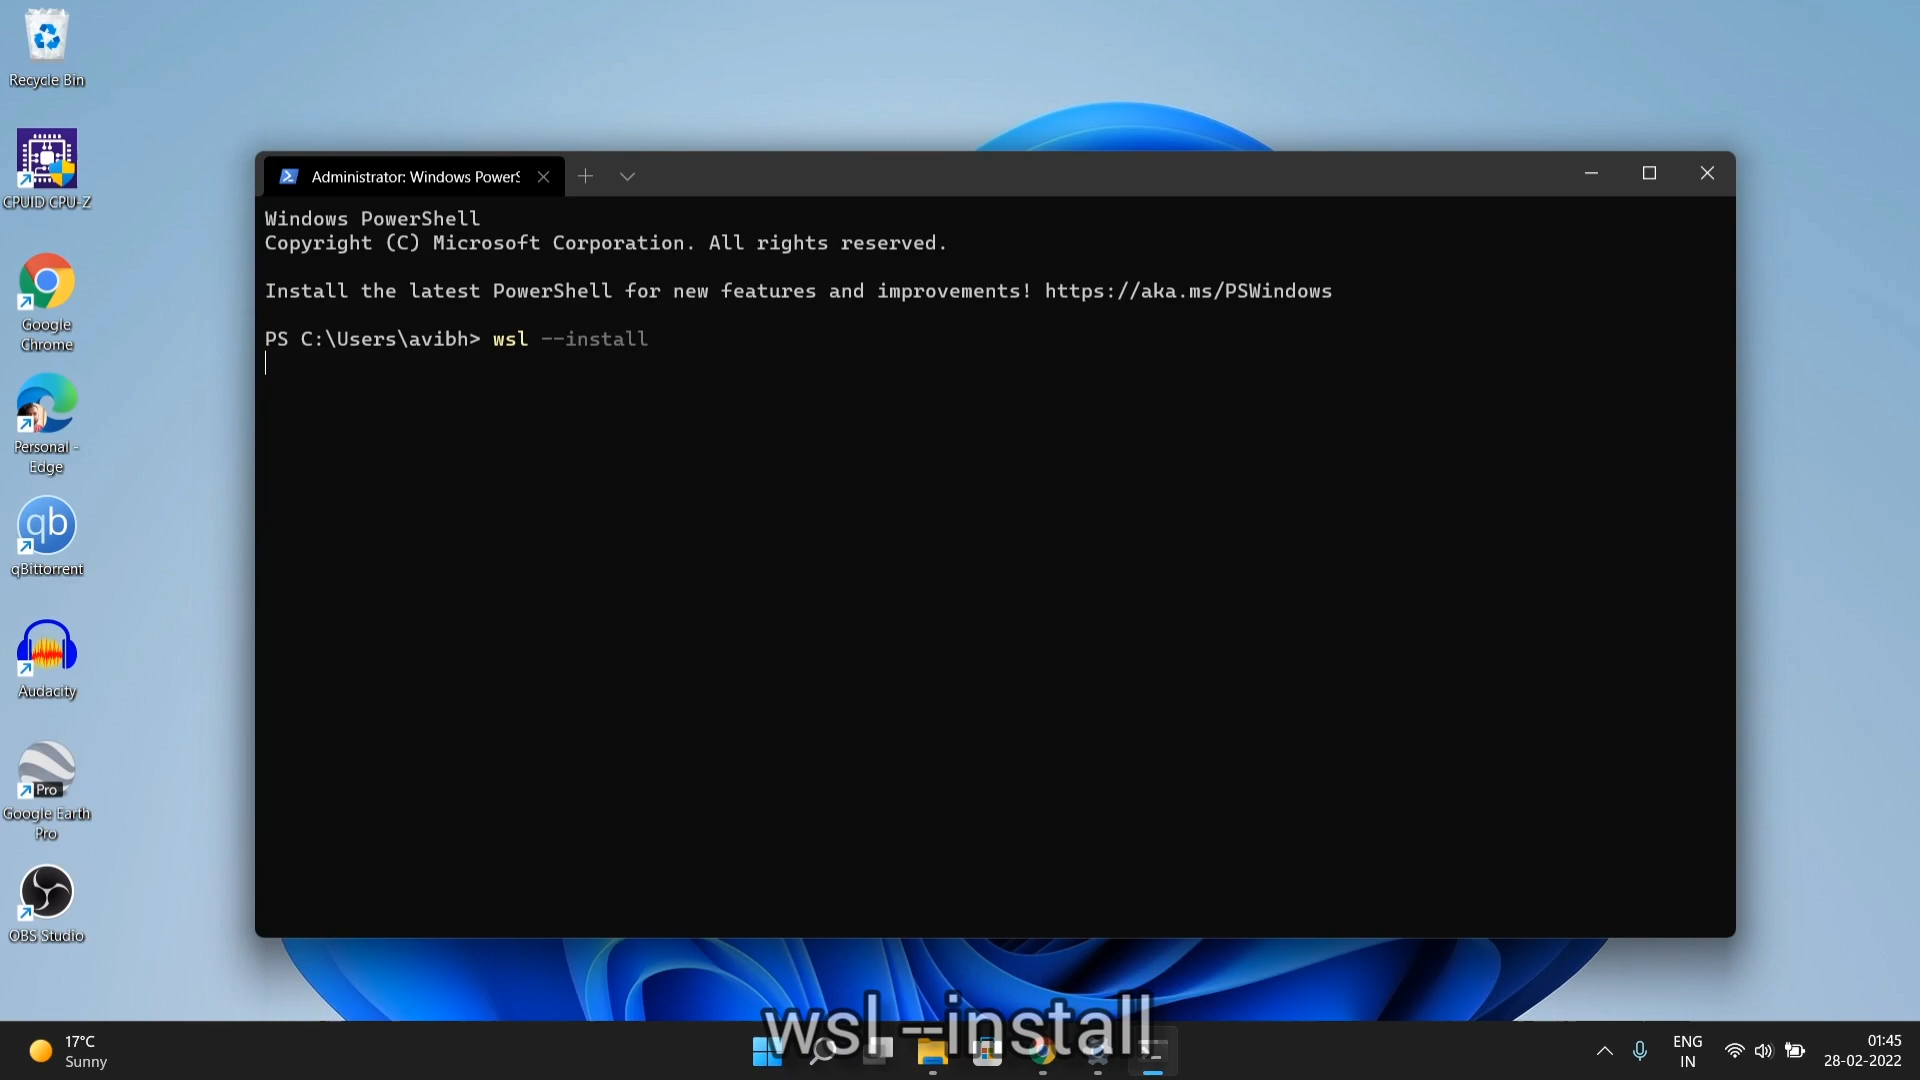 Recycle Bin
CPUID CPU-Z
Google
Chrome
Personal -
Edge
qb
qBittorrent
Audacity
Pro
Google Earth
Pro
OBS Studio
Administrator: Windows PowerS
Windows PowerShell
Copyright (C) Microsoft Corporation. All rights reserved.
Install the latest PowerShell for new features and improvements! https://aka.ms/PSWindows
PS C:\Users\avibh> wsl --install
wsl --install
17°C
Sunny
ENG
IN
01:45
28-02-2022